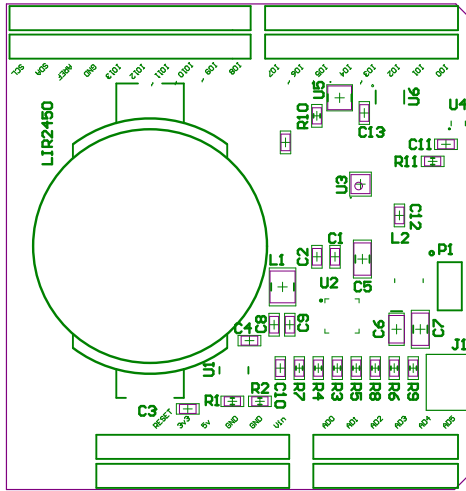 SCL
SDA
AREF
GND
IO13
IO12
IO11
IO10
IO9
IO8
IO7
IO6
IO5
IO4
IO3
IO2
IO1
IO0
LIR2450
R10
U5
C13
U6
U4
C11
R11
U3
C12
L2
P1
C2
C1
L1
U2
C5
C4
C8
C9
C6
C7
J1
U1
R2
R1
C3
C10
R7
R4
R3
R5
R8
R6
R9
RESET
3v3
5v
GND
GND
Vin
AD0
AD1
AD2
AD3
AD4
AD5